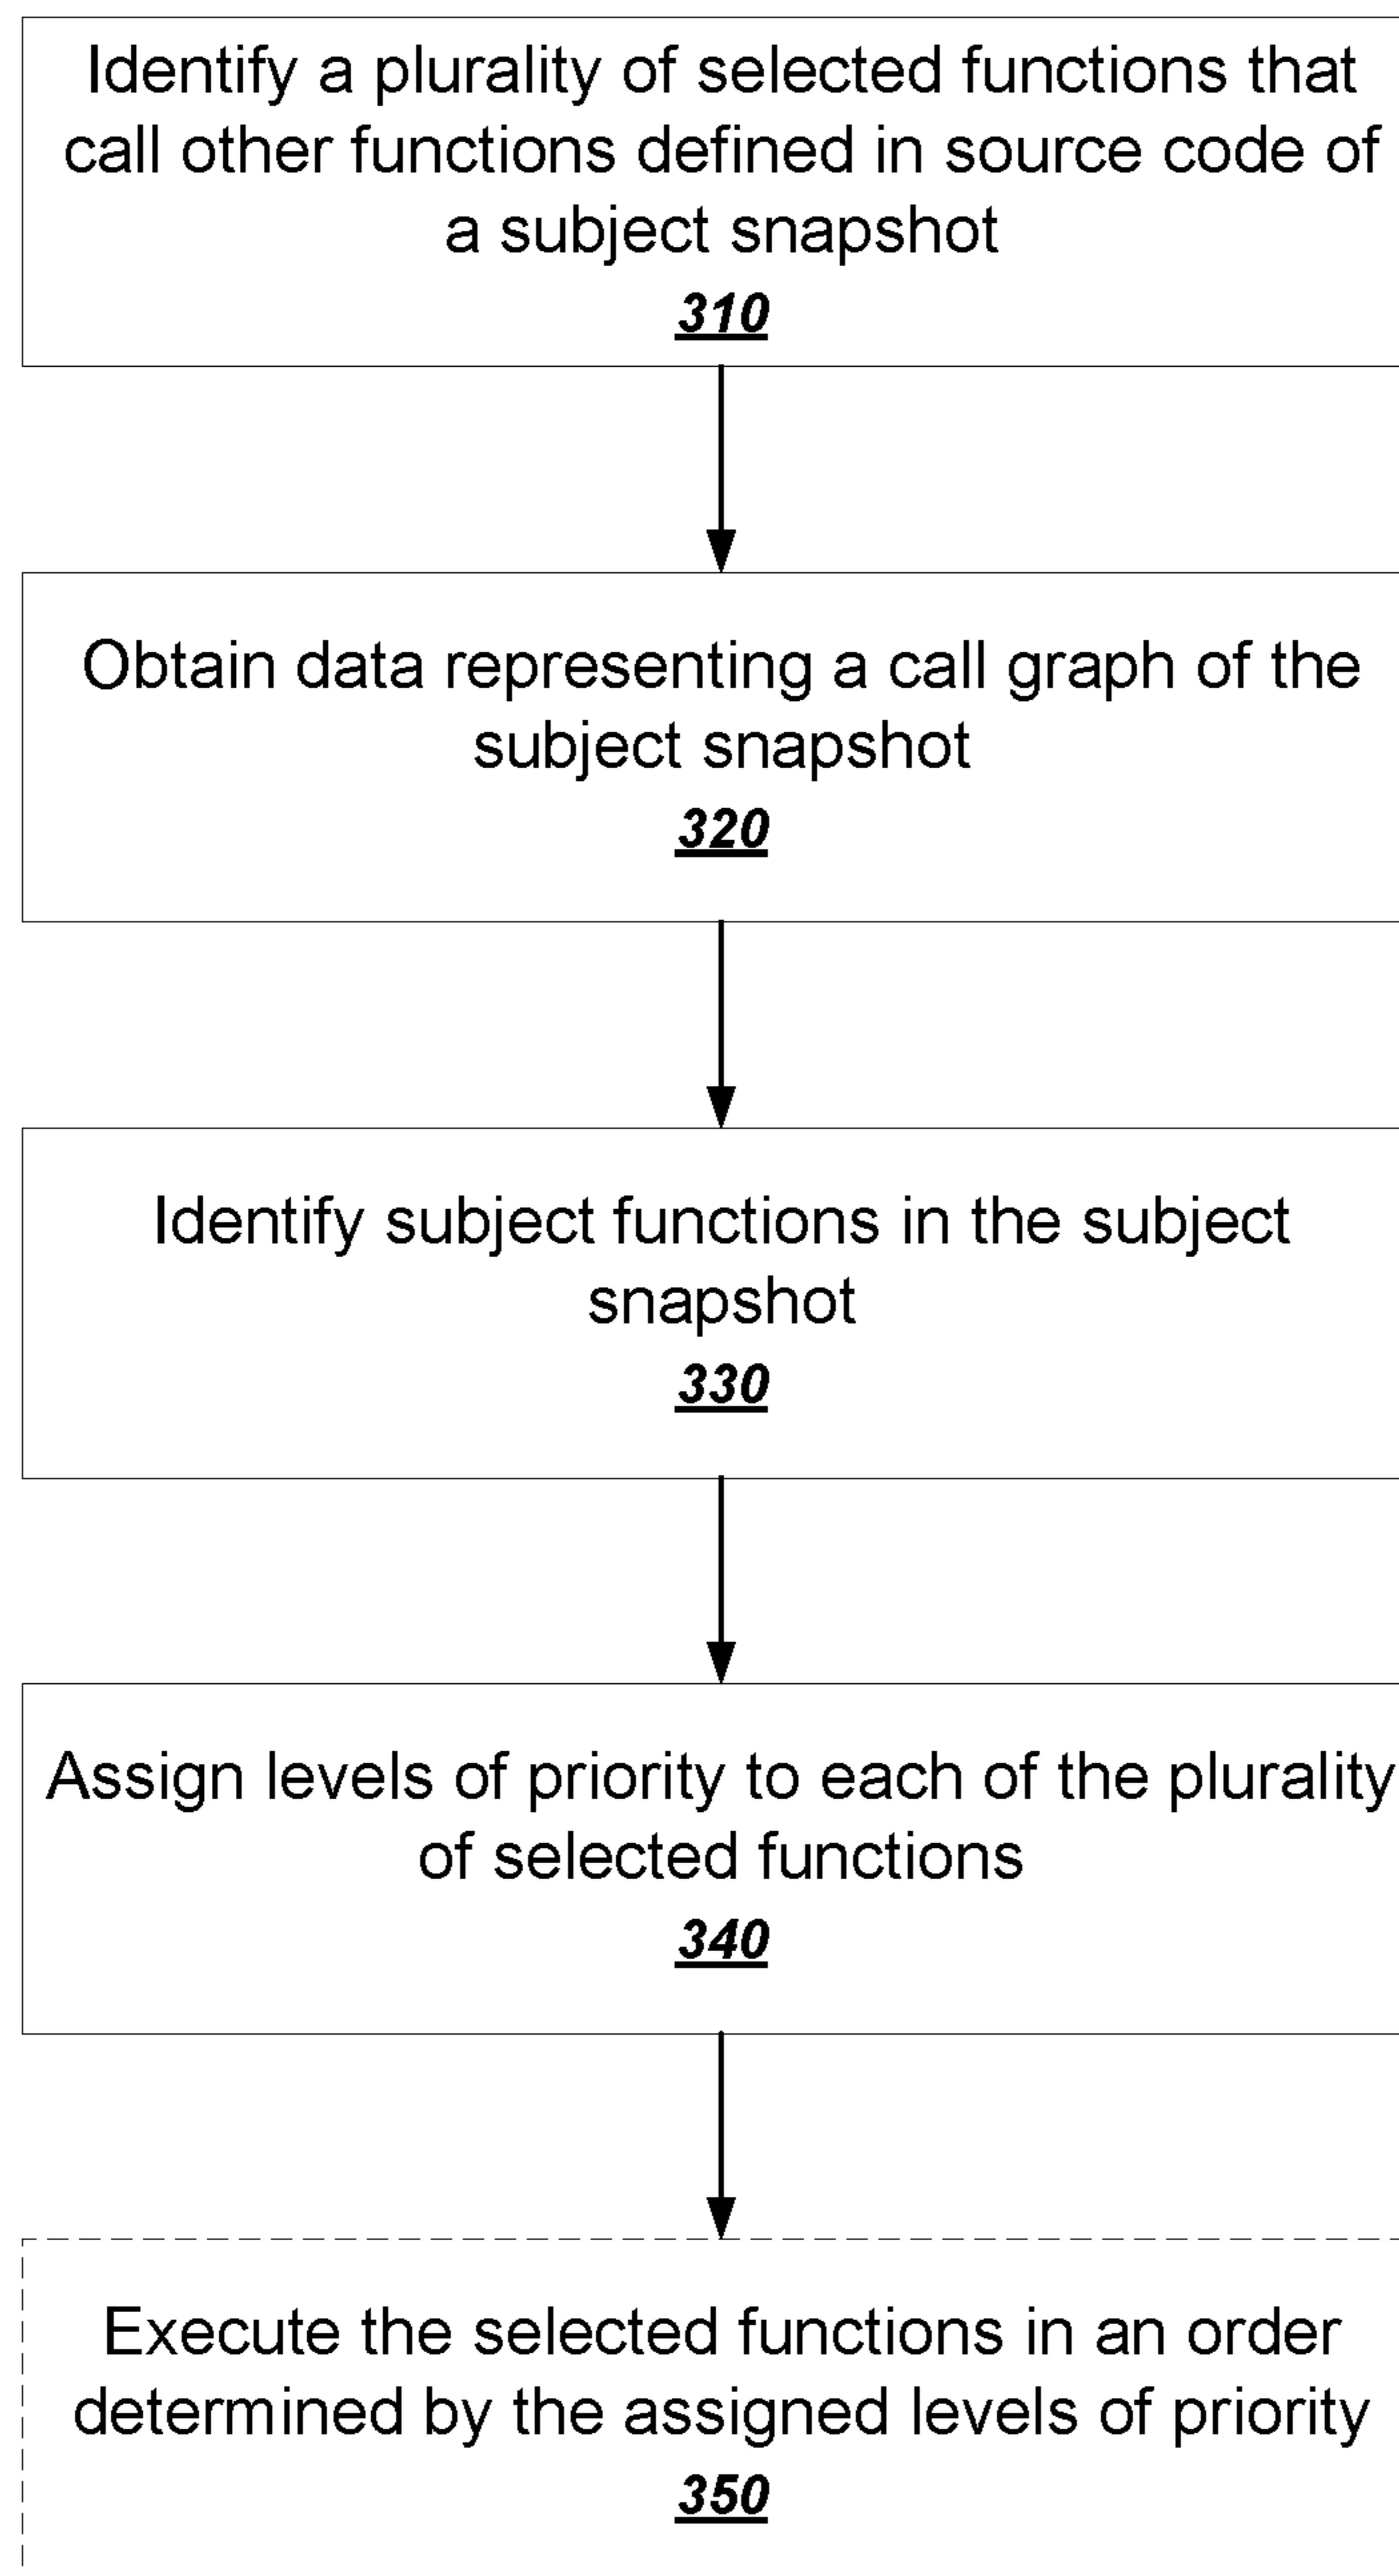 Identify a plurality of selected functions that
call other functions defined in source code of
a subject snapshot
310
Obtain data representing a call graph of the
subject snapshot
320
Identify subject functions in the subject
snapshot
330
Assign levels of priority to each of the plurality
of selected functions
340
Execute the selected functions in an order
determined by the assigned levels of priority
350